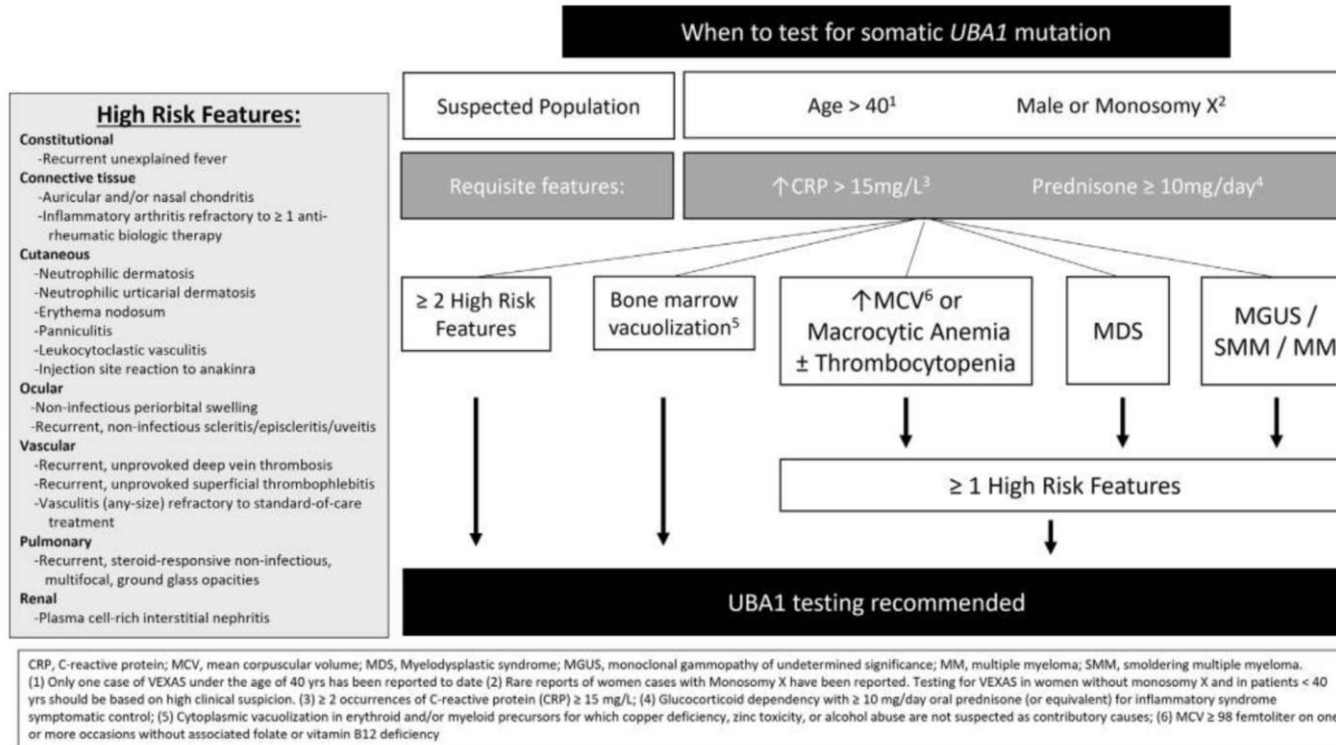 When to test for somatic UBA1 mutation
High Risk Features:
Constitutional
-Recurrent unexplained fever
Connective tissue
-Auricular and/or nasal chondritis
-Inflammatory arthritis refractory to ≥ 1 anti-
rheumatic biologic therapy
Cutaneous
-Neutrophilic dermatosis
-Neutrophilic urticarial dermatosis
-Erythema nodosum
-Panniculitis
-Leukocytoclastic vasculitis
-Injection site reaction to anakinra
Ocular
-Non-infectious periorbital swelling
-Recurrent, non-infectious scleritis/episcleritis/uveitis
Vascular
-Recurrent, unprovoked deep vein thrombosis
-Recurrent, unprovoked superficial thrombophlebitis
-Vasculitis (any-size) refractory to standard-of-care
treatment
Pulmonary
-Recurrent, steroid-responsive non-infectious,
multifocal, ground glass opacities
Renal
-Plasma cell-rich interstitial nephritis
Suspected Population
Age > 40¹
Male or Monosomy X²
Requisite features:
↑CRP > 15mg/L³
Prednisone ≥ 10mg/day⁴
≥ 2 High Risk
Features
Bone marrow
vacuolization⁵
↑MCV⁶ or
Macrocytic Anemia
± Thrombocytopenia
MDS
MGUS /
SMM / MM
≥ 1 High Risk Features
UBA1 testing recommended
CRP, C-reactive protein; MCV, mean corpuscular volume; MDS, Myelodysplastic syndrome; MGUS, monoclonal gammopathy of undetermined significance; MM, multiple myeloma; SMM, smoldering multiple myeloma.
(1) Only one case of VEXAS under the age of 40 yrs has been reported to date (2) Rare reports of women cases with Monosomy X have been reported. Testing for VEXAS in women without monosomy X and in patients < 40
yrs should be based on high clinical suspicion. (3) ≥ 2 occurrences of C-reactive protein (CRP) ≥ 15 mg/L; (4) Glucocorticoid dependency with ≥ 10 mg/day oral prednisone (or equivalent) for inflammatory syndrome
symptomatic control; (5) Cytoplasmic vacuolization in erythroid and/or myeloid precursors for which copper deficiency, zinc toxicity, or alcohol abuse are not suspected as contributory causes; (6) MCV ≥ 98 femtoliter on one
or more occasions without associated folate or vitamin B12 deficiency